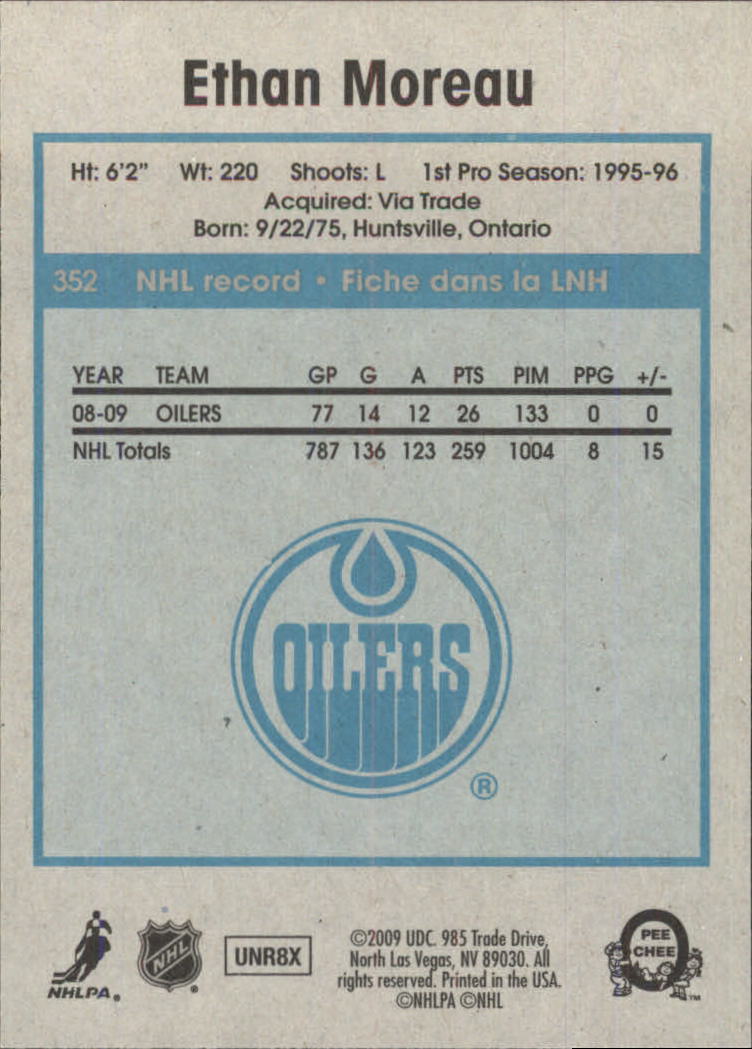 Ethan Moreau
Ht: 6'2" Wt: 220 Shoots: L 1st Pro Season: 1995-96
Acquired: Via Trade
Born: 9/22/75, Huntsville, Ontario
352 NHL record • Fiche dans la LNH
YEAR TEAM GP G A PTS PIM PPG +/-
08-09 OILERS 77 14 12 26 133 0 0
NHL Totals 787 136 123 259 1004 8 15
OILERS
®
NHLPA®
NHL®
UNR8X
©2009 UDC. 985 Trade Drive,
North Las Vegas, NV 89030. All
rights reserved. Printed in the USA.
©NHLPA ©NHL
O
PEE
CHEE
™